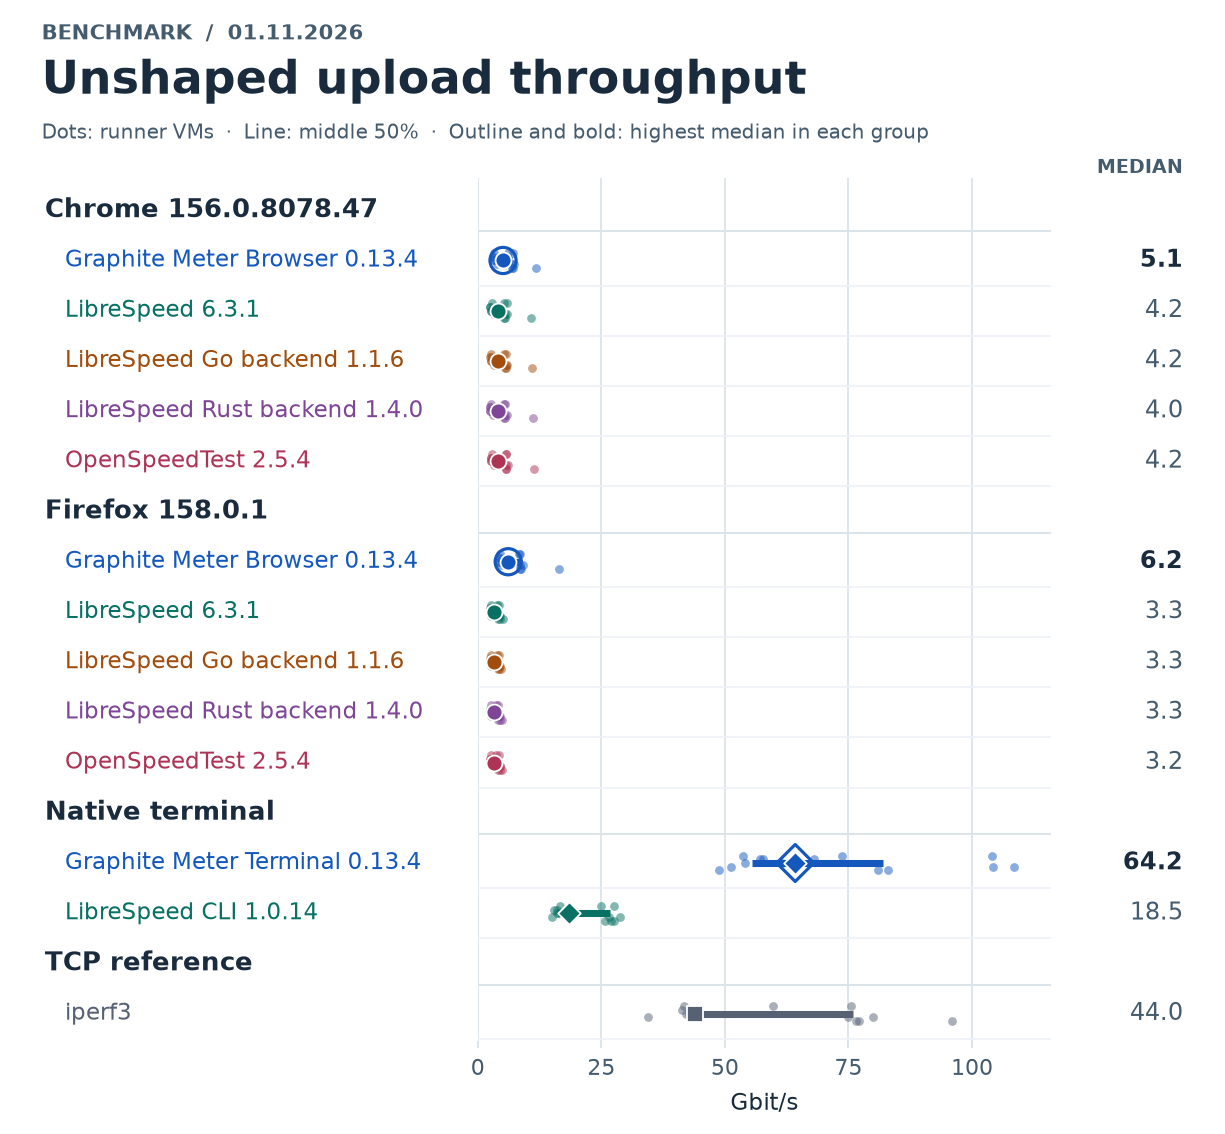 BENCHMARK / 01.11.2026
Unshaped upload throughput
Dots: runner VMs · Line: middle 50% · Outline and bold: highest median in each group
MEDIAN
Chrome 156.0.8078.47
Graphite Meter Browser 0.13.4 5.1
LibreSpeed 6.3.1 4.2
LibreSpeed Go backend 1.1.6 4.2
LibreSpeed Rust backend 1.4.0 4.0
OpenSpeedTest 2.5.4 4.2
Firefox 158.0.1
Graphite Meter Browser 0.13.4 6.2
LibreSpeed 6.3.1 3.3
LibreSpeed Go backend 1.1.6 3.3
LibreSpeed Rust backend 1.4.0 3.3
OpenSpeedTest 2.5.4 3.2
Native terminal
Graphite Meter Terminal 0.13.4 64.2
LibreSpeed CLI 1.0.14 18.5
TCP reference
iperf3 44.0
0 25 50 75 100
Gbit/s